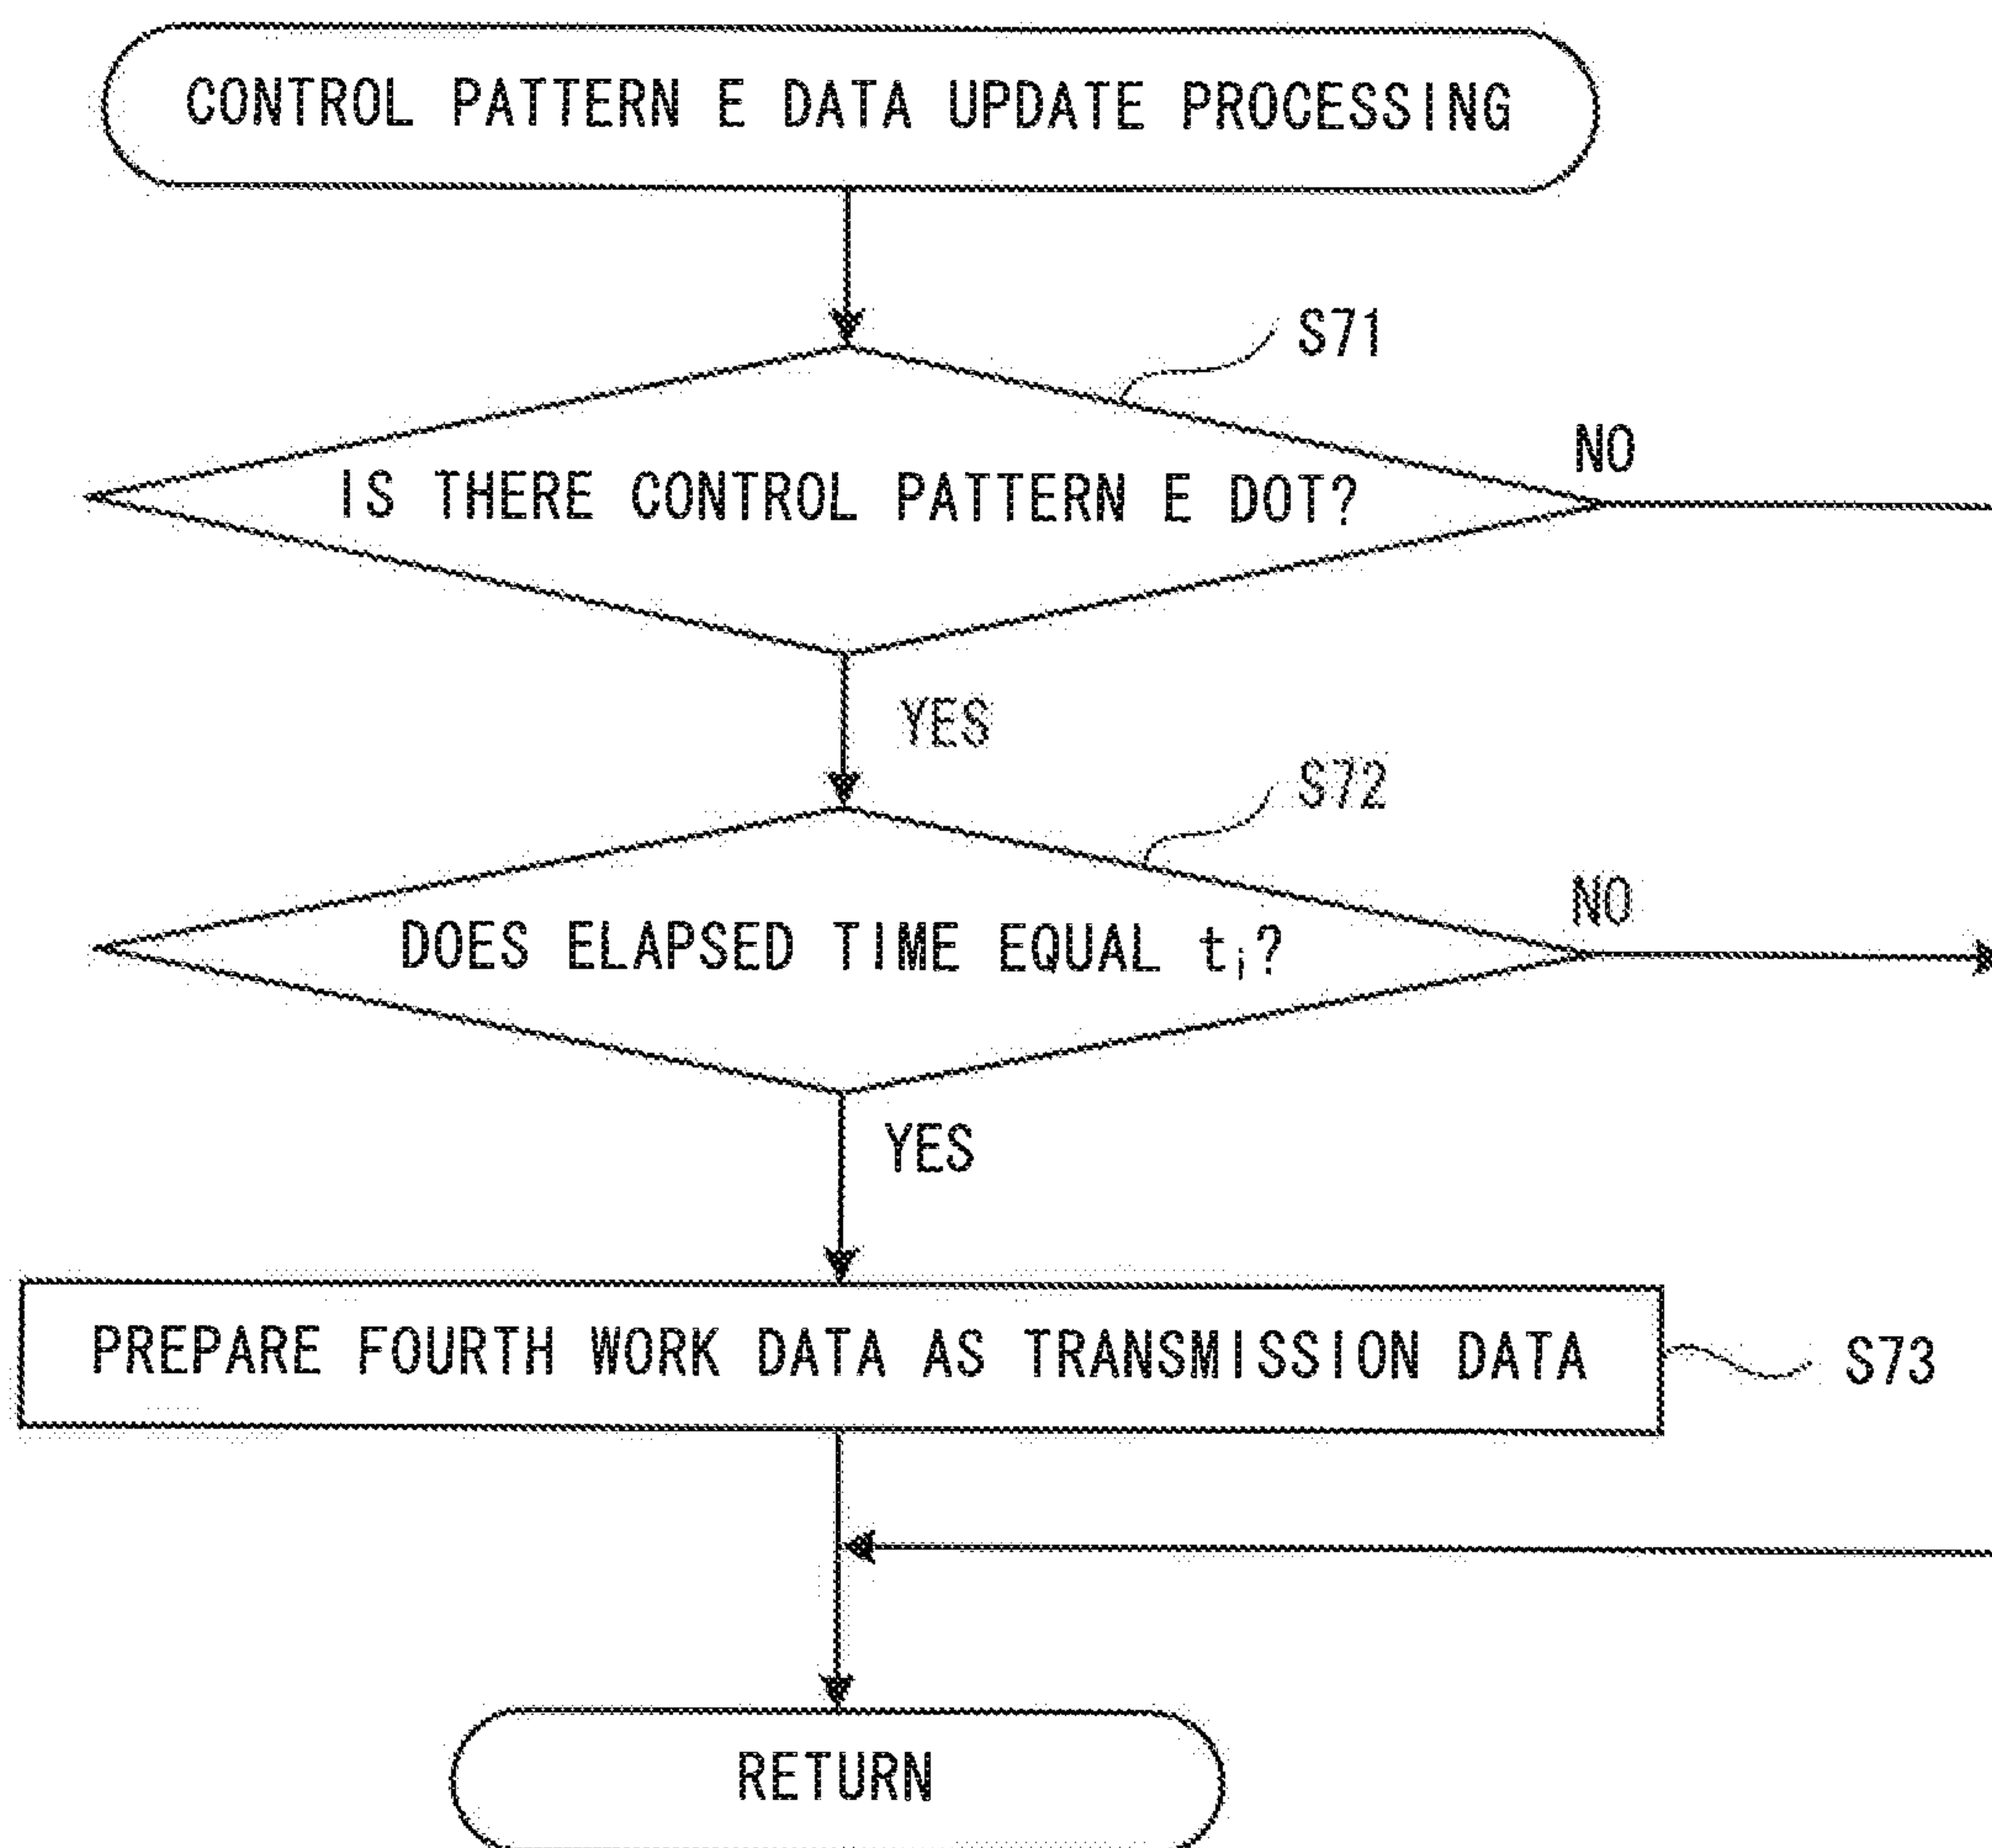 CONTROL PATTERN E DATA UPDATE PROCESSING
S71
IS THERE CONTROL PATTERN E DOT?
NO
YES
S72
DOES ELAPSED TIME EQUAL tᵢ?
NO
YES
PREPARE FOURTH WORK DATA AS TRANSMISSION DATA
S73
RETURN